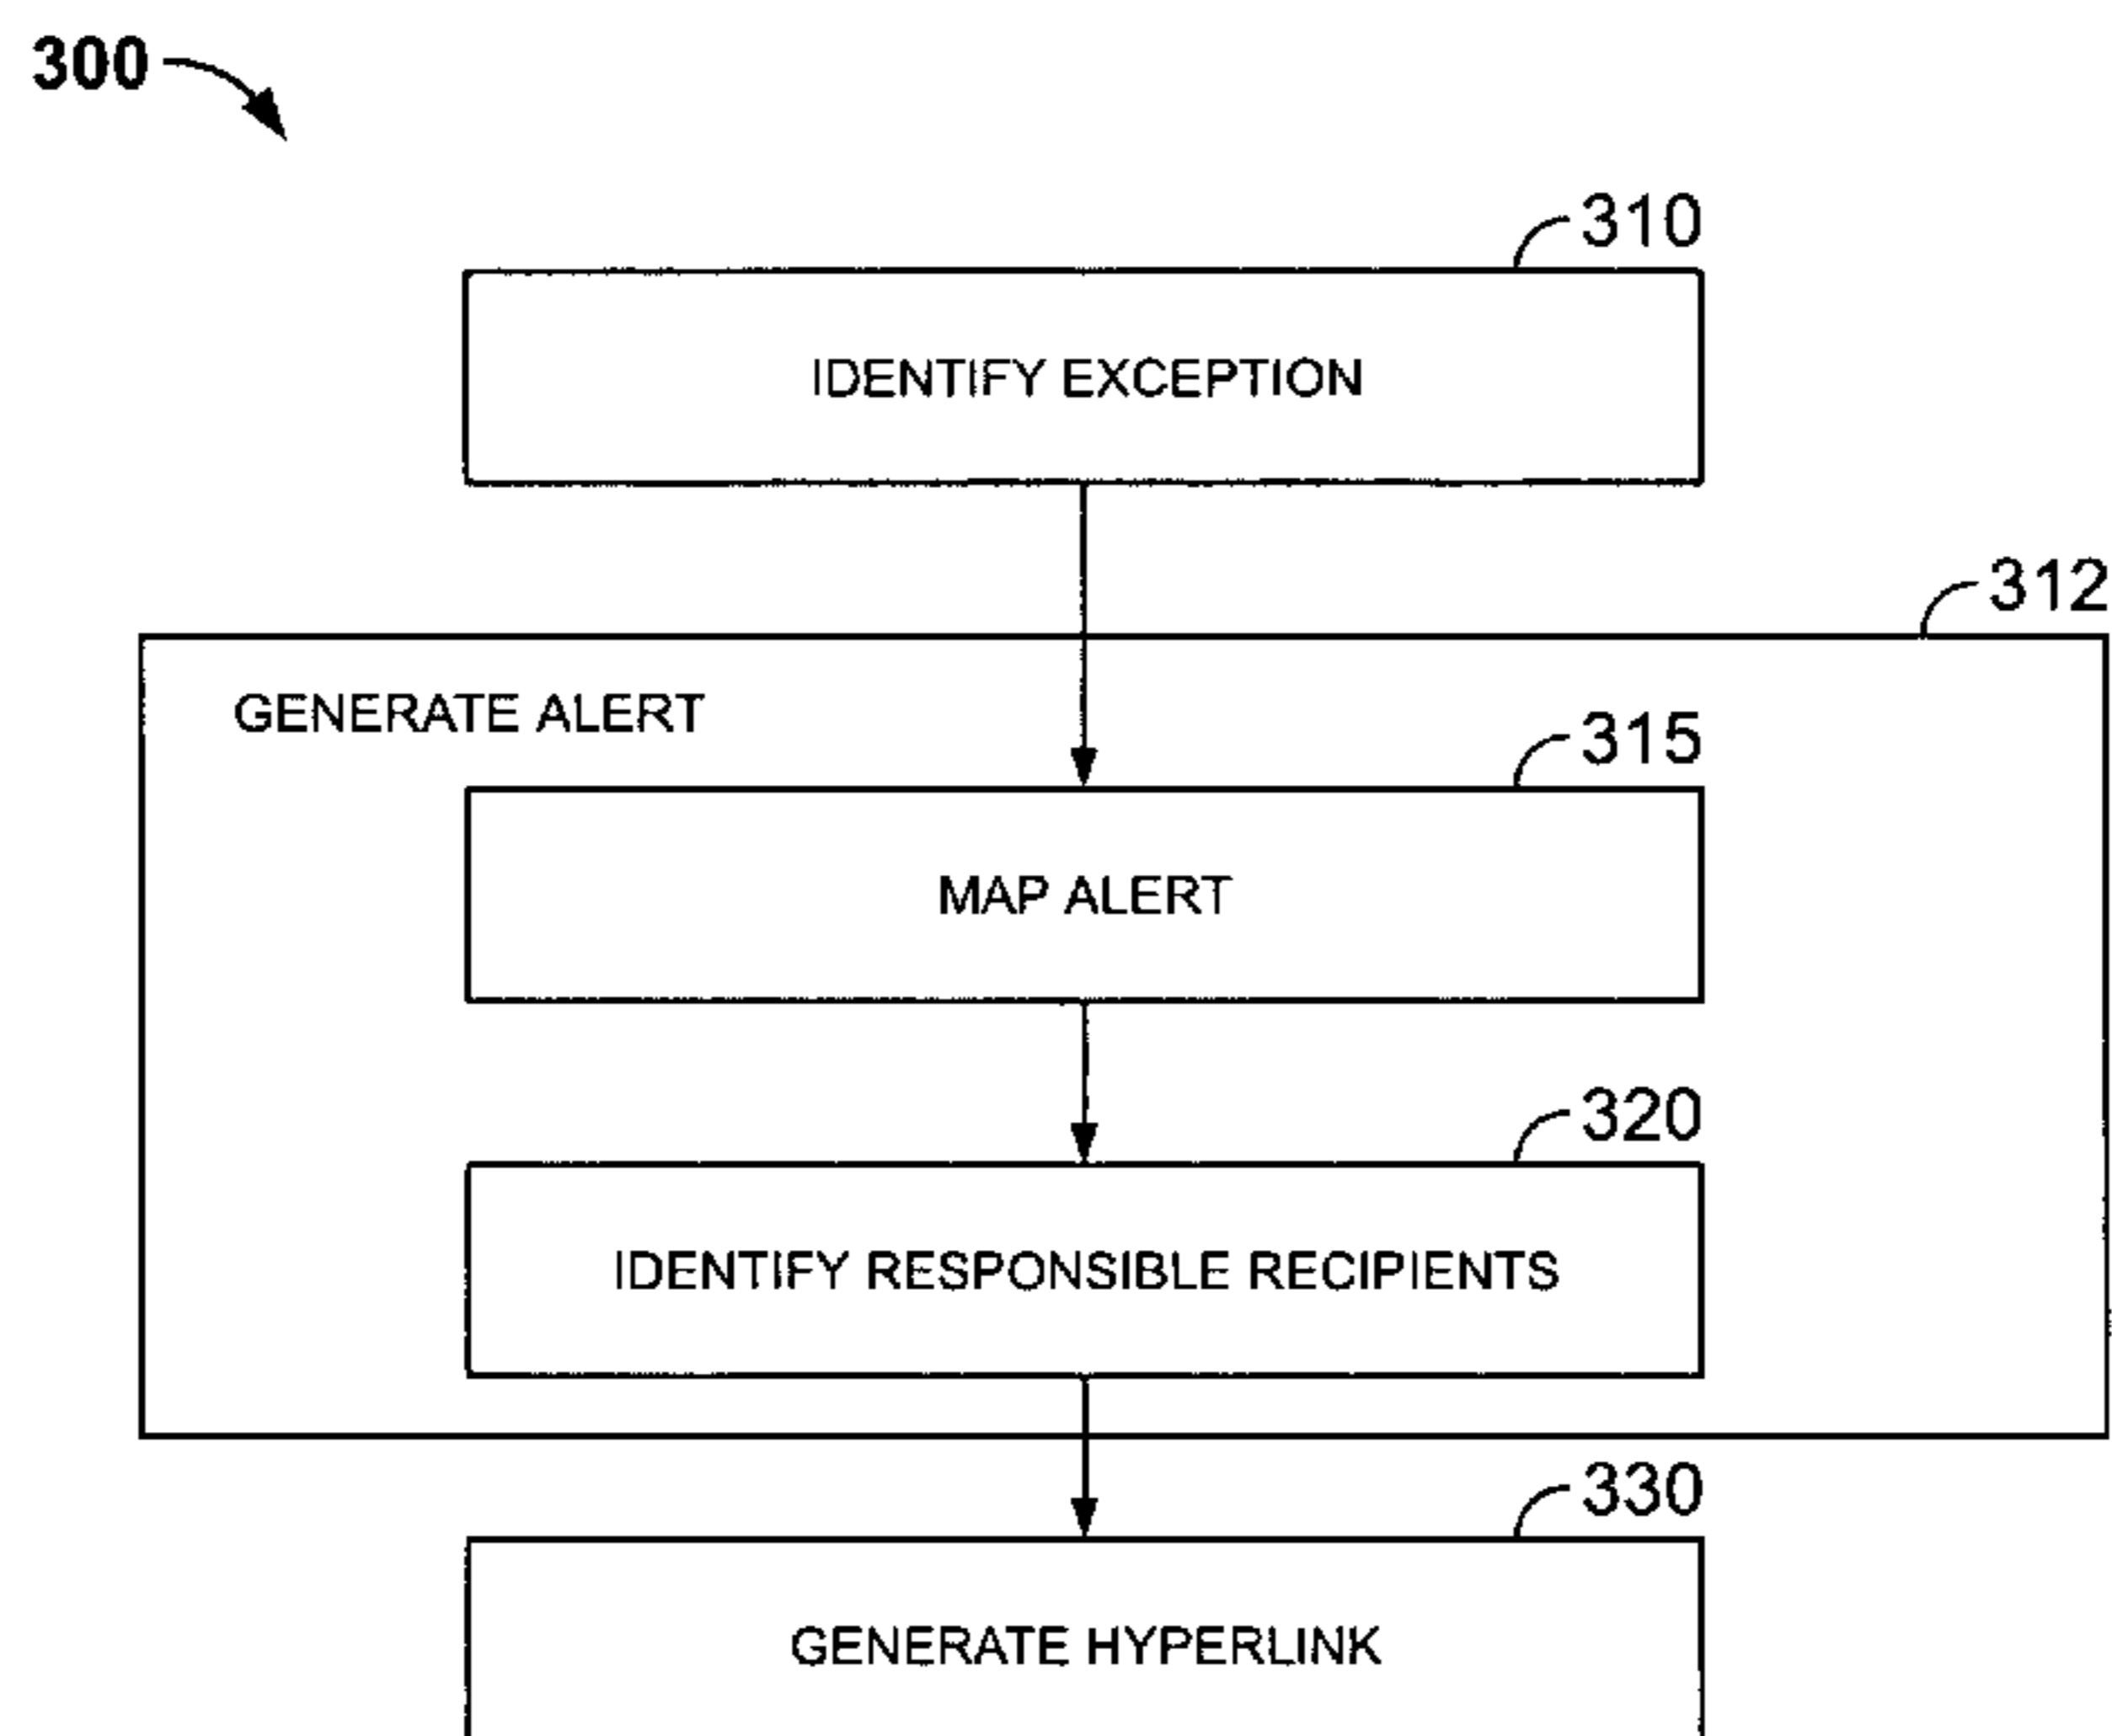 300
310
IDENTIFY EXCEPTION
312
GENERATE ALERT
315
MAP ALERT
320
IDENTIFY RESPONSIBLE RECIPIENTS
330
GENERATE HYPERLINK